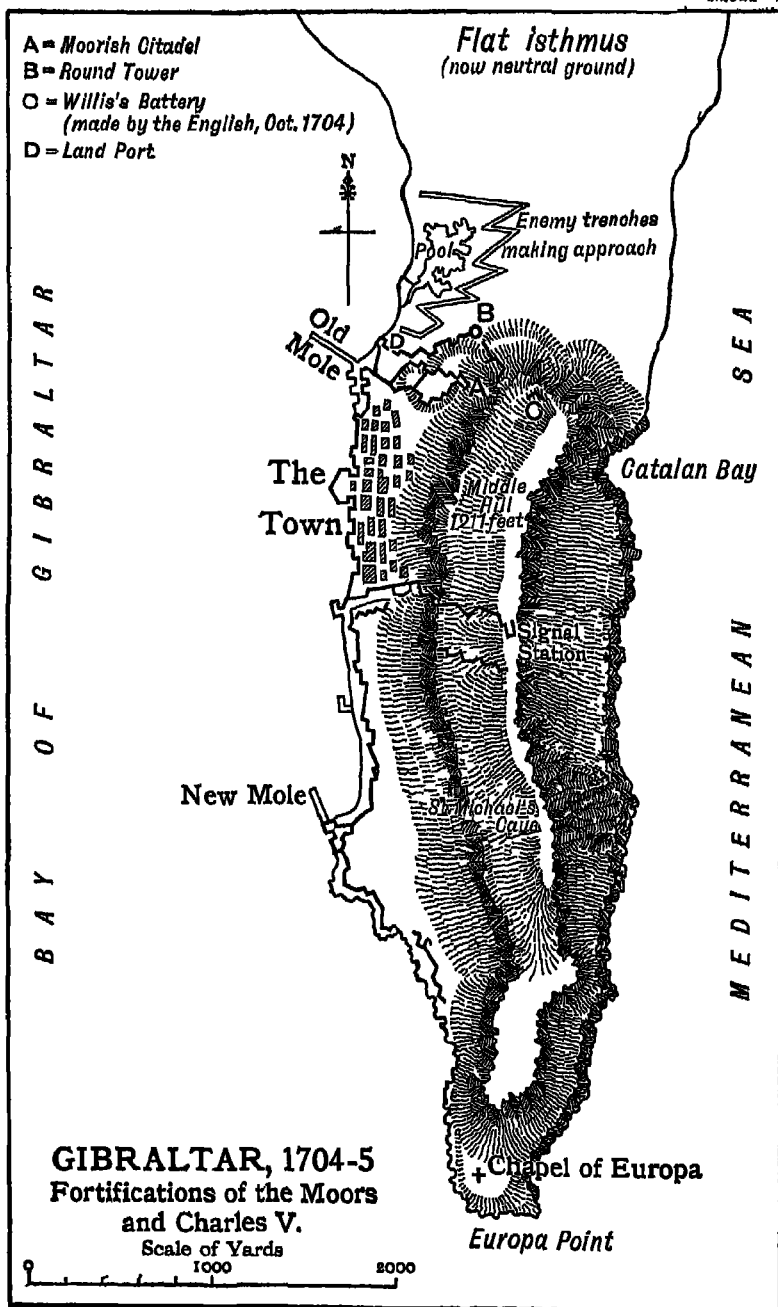 A = Moorish Citadel
B = Round Tower
C = Willis's Battery
(made by the English, Oct. 1704)
D = Land Port
Flat isthmus
(now neutral ground)
N
Enemy trenches
making approach
Pool
B
Old
Mole
D
A
C
The
Town
Catalan Bay
Middle
Hill
1211 feet
Signal
Station
New Mole
St Michael's
Cave
BAY OF GIBRALTAR
MEDITERRANEAN SEA
Chapel of Europa
Europa Point
GIBRALTAR, 1704-5
Fortifications of the Moors
and Charles V.
Scale of Yards
0 1000 2000